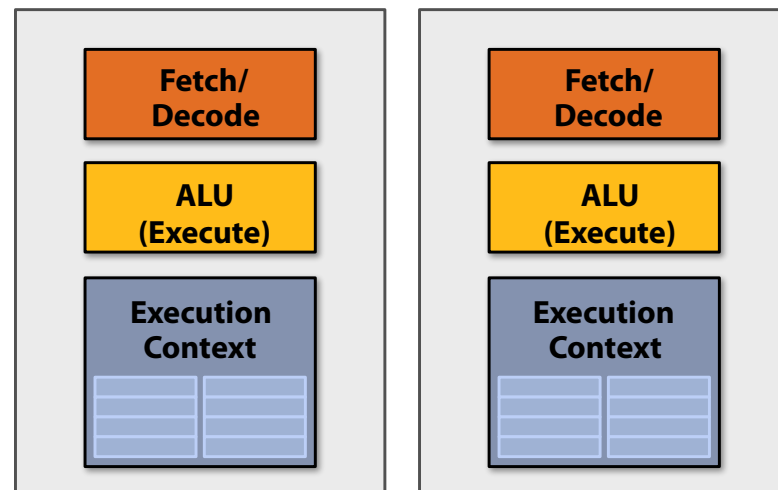 Fetch/
Decode
ALU
(Execute)
Execution
Context
Fetch/
Decode
ALU
(Execute)
Execution
Context